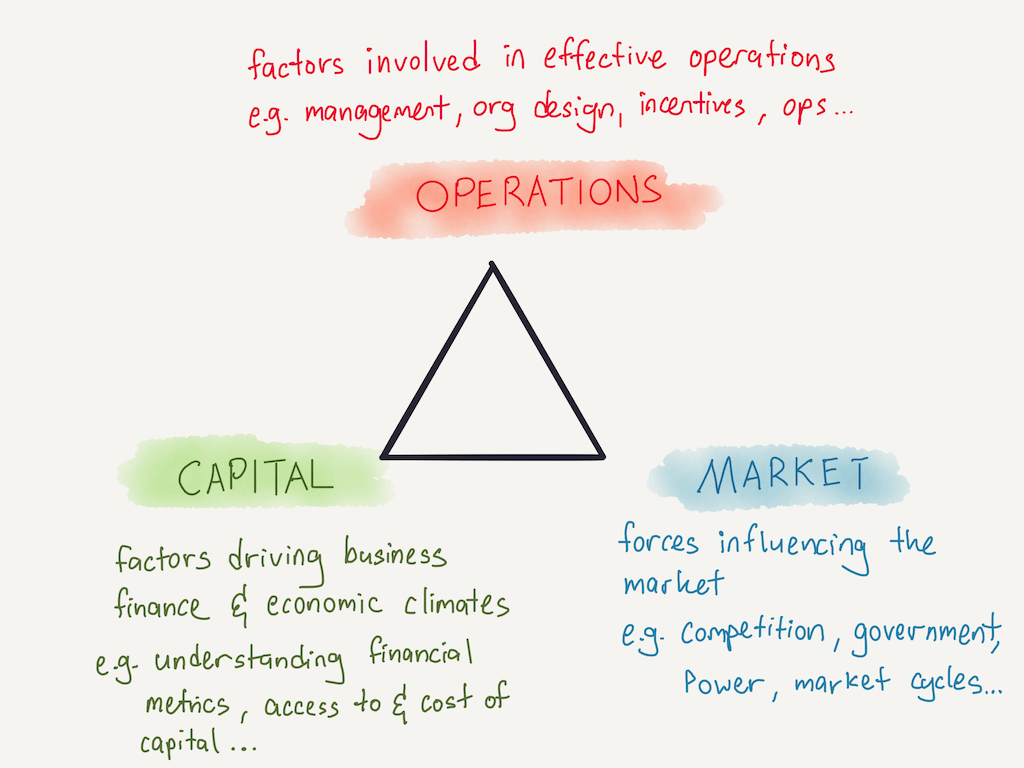 factors involved in effective operations
e.g. management, org design, incentives, ops...
OPERATIONS
CAPITAL
factors driving business
finance & economic climates
e.g. understanding financial
metrics, access to & cost of
capital...
MARKET
forces influencing the
market
e.g. competition, government,
Power, market cycles...